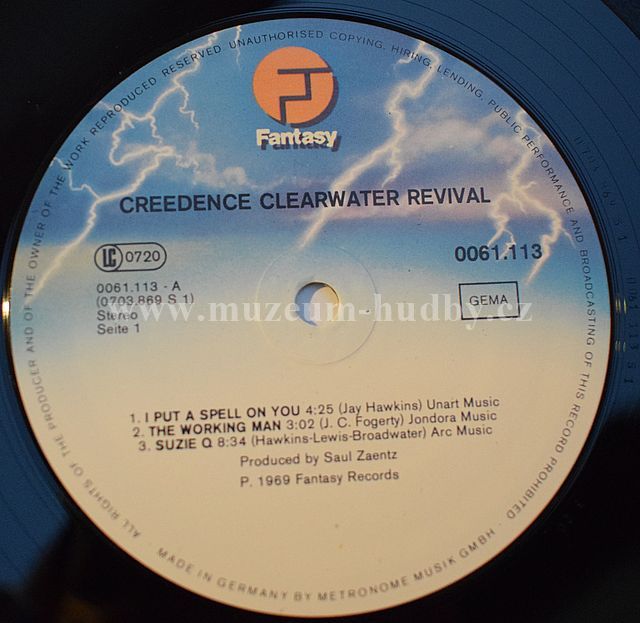 ALL RIGHTS OF THE PRODUCER AND OF THE OWNER OF THE WORK REPRODUCED RESERVED UNAUTHORISED COPYING, HIRING, LENDING, PUBLIC PERFORMANCE AND BROADCASTING OF THIS RECORD PROHIBITED
Fantasy
CREEDENCE CLEARWATER REVIVAL
LC 0720
0061.113
0061.113 - A
(0703.869 S 1)
GEMA
Stereo
Seite 1
www.muzeum-hudby.cz
1. I PUT A SPELL ON YOU 4:25 (Jay Hawkins) Unart Music
2. THE WORKING MAN 3:02 (J. C. Fogerty) Jondora Music
3. SUZIE Q 8:34 (Hawkins-Lewis-Broadwater) Arc Music
Produced by Saul Zaentz
P. 1969 Fantasy Records
· MADE IN GERMANY BY METRONOME MUSIK GMBH ·